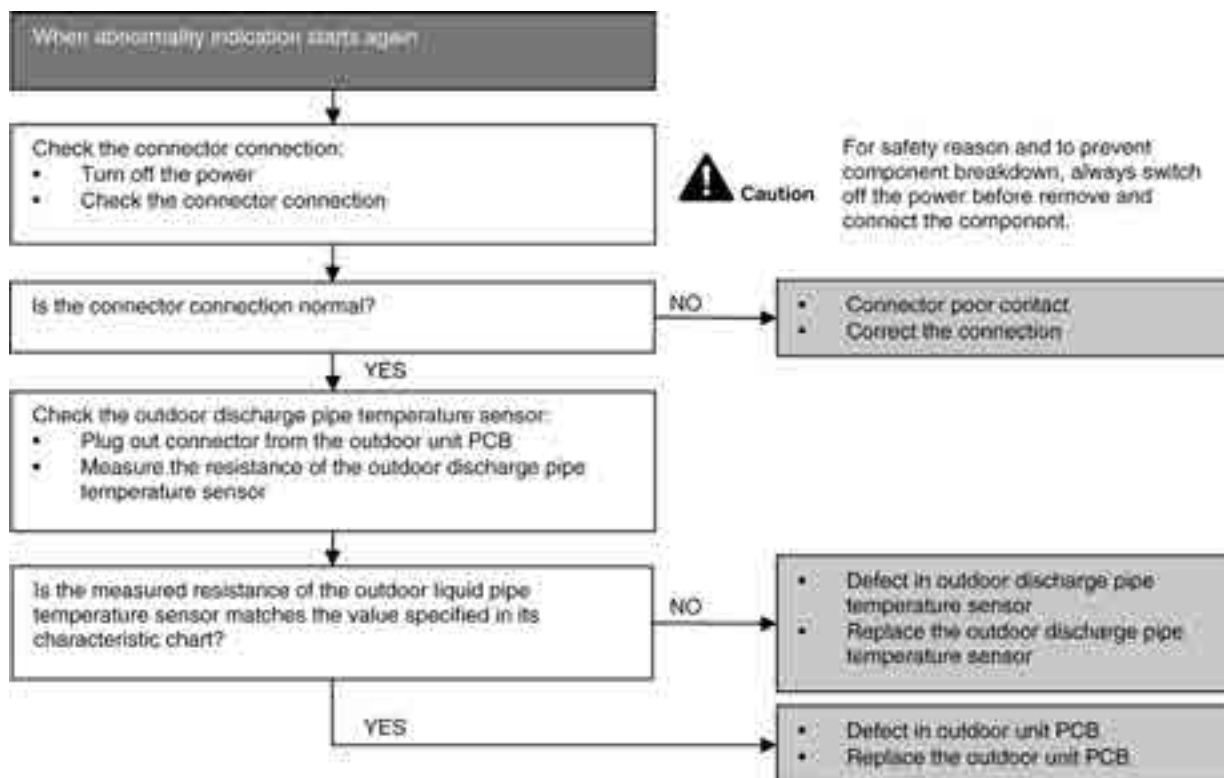 When abnormality indication starts again
Check the connector connection:
• Turn off the power
• Check the connector connection
Caution
For safety reason and to prevent
component breakdown, always switch
off the power before remove and
connect the component.
Is the connector connection normal?
NO
• Connector poor contact
• Correct the connection
YES
Check the outdoor discharge pipe temperature sensor:
• Plug out connector from the outdoor unit PCB
• Measure the resistance of the outdoor discharge pipe
temperature sensor
Is the measured resistance of the outdoor liquid pipe
temperature sensor matches the value specified in its
characteristic chart?
NO
• Defect in outdoor discharge pipe
temperature sensor
• Replace the outdoor discharge pipe
temperature sensor
YES
• Defect in outdoor unit PCB
• Replace the outdoor unit PCB